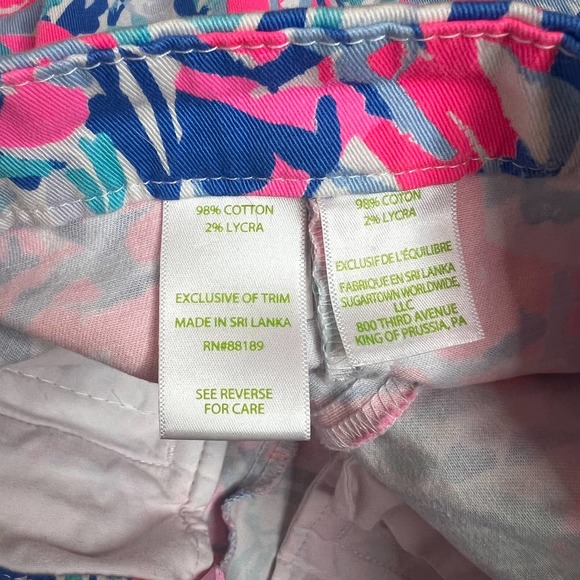 98% COTTON
2% LYCRA
EXCLUSIVE OF TRIM
MADE IN SRI LANKA
RN#88189
SEE REVERSE
FOR CARE
98% COTTON
2% LYCRA
EXCLUSIF DE L'ÉQUILIBRE
FABRIQUE EN SRI LANKA
SUGARTOWN WORLDWIDE,
LLC
800 THIRD AVENUE
KING OF PRUSSIA, PA